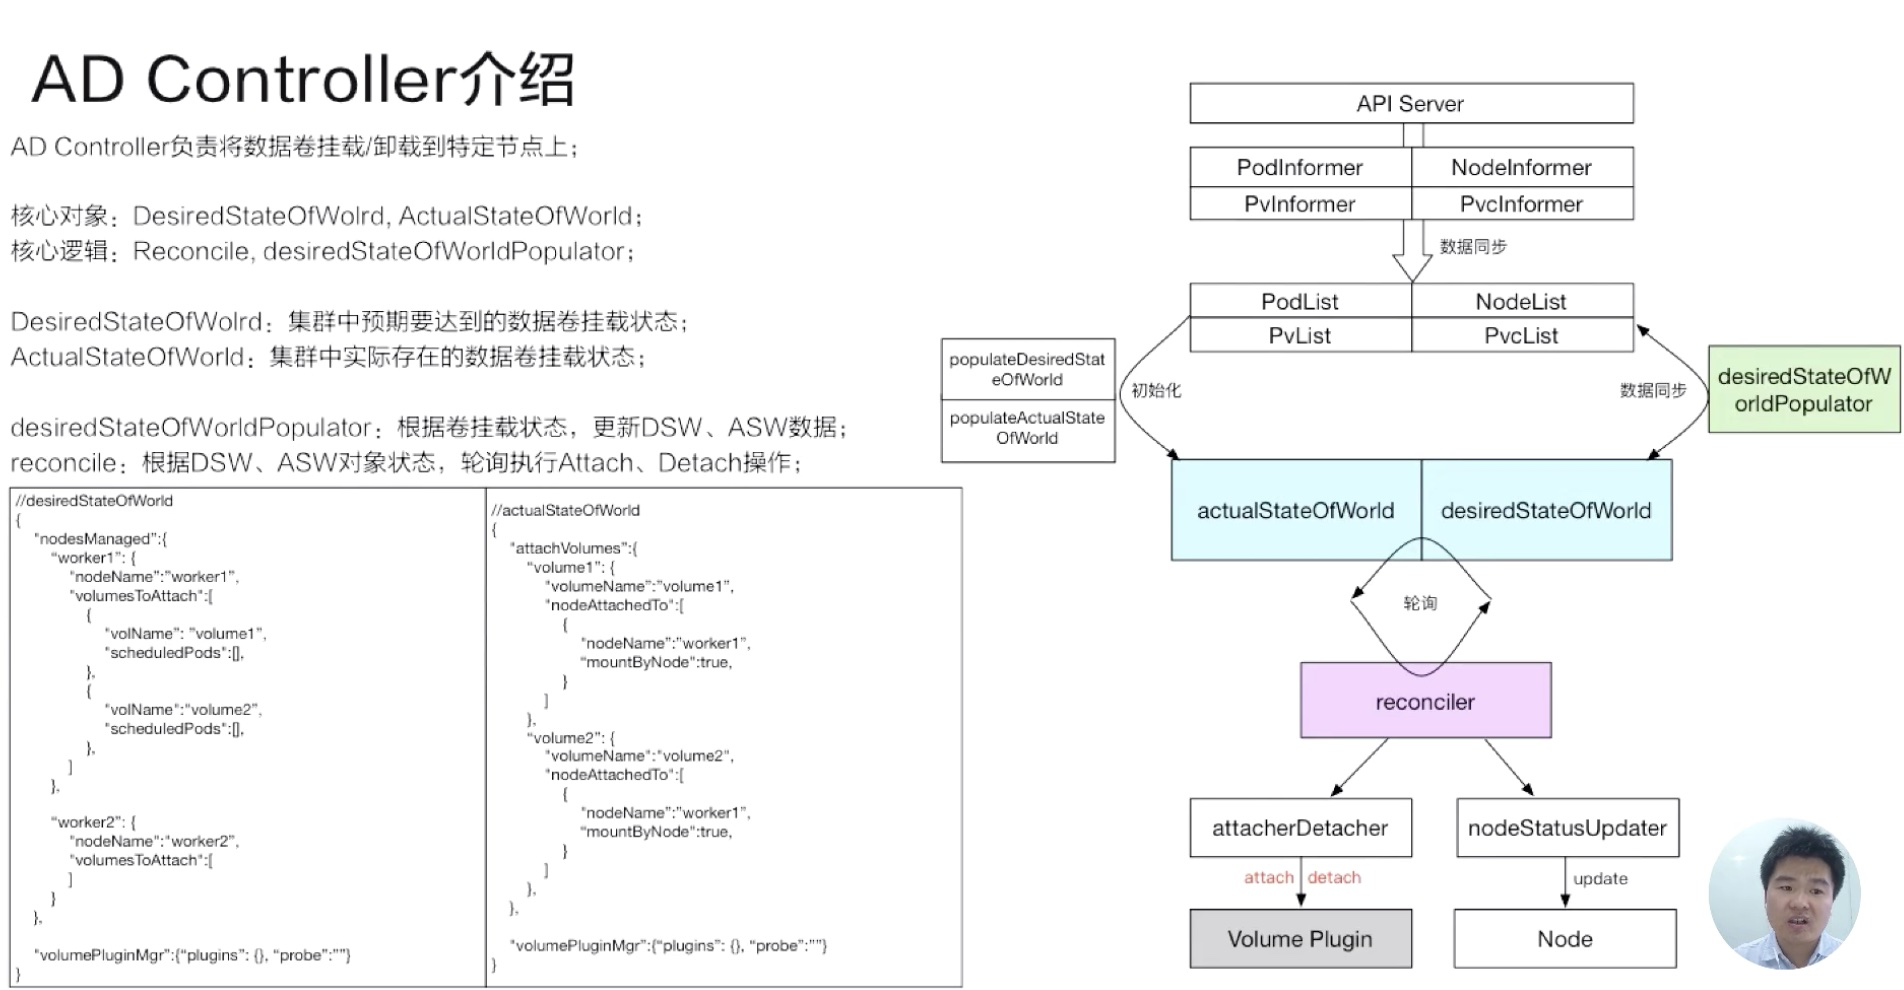 AD Controller介绍
AD Controller负责将数据卷挂载/卸载到特定节点上；
核心对象：DesiredStateOfWolrd, ActualStateOfWorld；
核心逻辑：Reconcile, desiredStateOfWorldPopulator；
DesiredStateOfWolrd：集群中预期要达到的数据卷挂载状态；
ActualStateOfWorld：集群中实际存在的数据卷挂载状态；
desiredStateOfWorldPopulator：根据卷挂载状态，更新DSW、ASW数据；
reconcile：根据DSW、ASW对象状态，轮询执行Attach、Detach操作；
//desiredStateOfWorld
{
"nodesManaged":{
"worker1": {
"nodeName":"worker1",
"volumesToAttach":[
{
"volName": "volume1",
"scheduledPods":[],
},
{
"volName":"volume2",
"scheduledPods":[],
},
]
},
"worker2": {
"nodeName":"worker2",
"volumesToAttach":[
]
}
},
"volumePluginMgr":{"plugins": {}, "probe":""}
}
//actualStateOfWorld
{
"attachVolumes":{
"volume1": {
"volumeName":"volume1",
"nodeAttachedTo":[
{
"nodeName":"worker1",
"mountByNode":true,
}
]
},
"volume2": {
"volumeName":"volume2",
"nodeAttachedTo":[
{
"nodeName":"worker1",
"mountByNode":true,
}
]
},
},
"volumePluginMgr":{"plugins": {}, "probe":""}
}
API Server
PodInformer
NodeInformer
PvInformer
PvcInformer
数据同步
PodList
NodeList
PvList
PvcList
populateDesiredStat
eOfWorld
populateActualState
OfWorld
初始化
数据同步
desiredStateOfW
orldPopulator
actualStateOfWorld
desiredStateOfWorld
轮询
reconciler
attacherDetacher
nodeStatusUpdater
attach
detach
update
Volume Plugin
Node